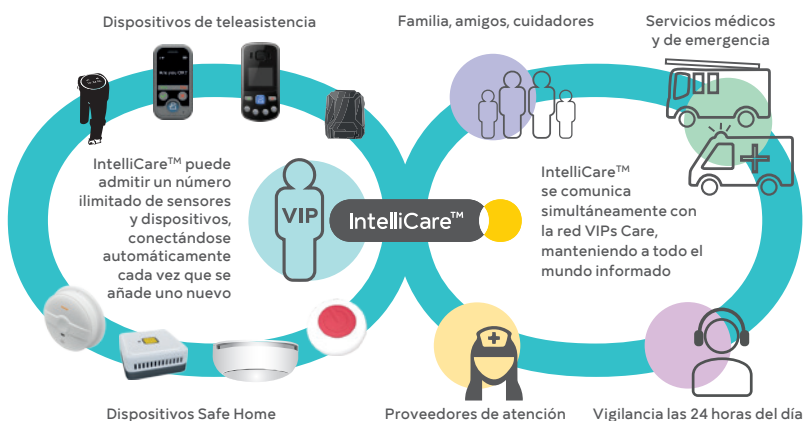 Dispositivos de teleasistencia
Familia, amigos, cuidadores
Servicios médicos
y de emergencia
IntelliCare™ puede
admitir un número
ilimitado de sensores
y dispositivos,
conectándose
automáticamente
cada vez que se
añade uno nuevo
VIP
IntelliCare™
IntelliCare™
se comunica
simultáneamente con
la red VIPs Care,
manteniendo a todo el
mundo informado
Dispositivos Safe Home
Proveedores de atención
Vigilancia las 24 horas del día